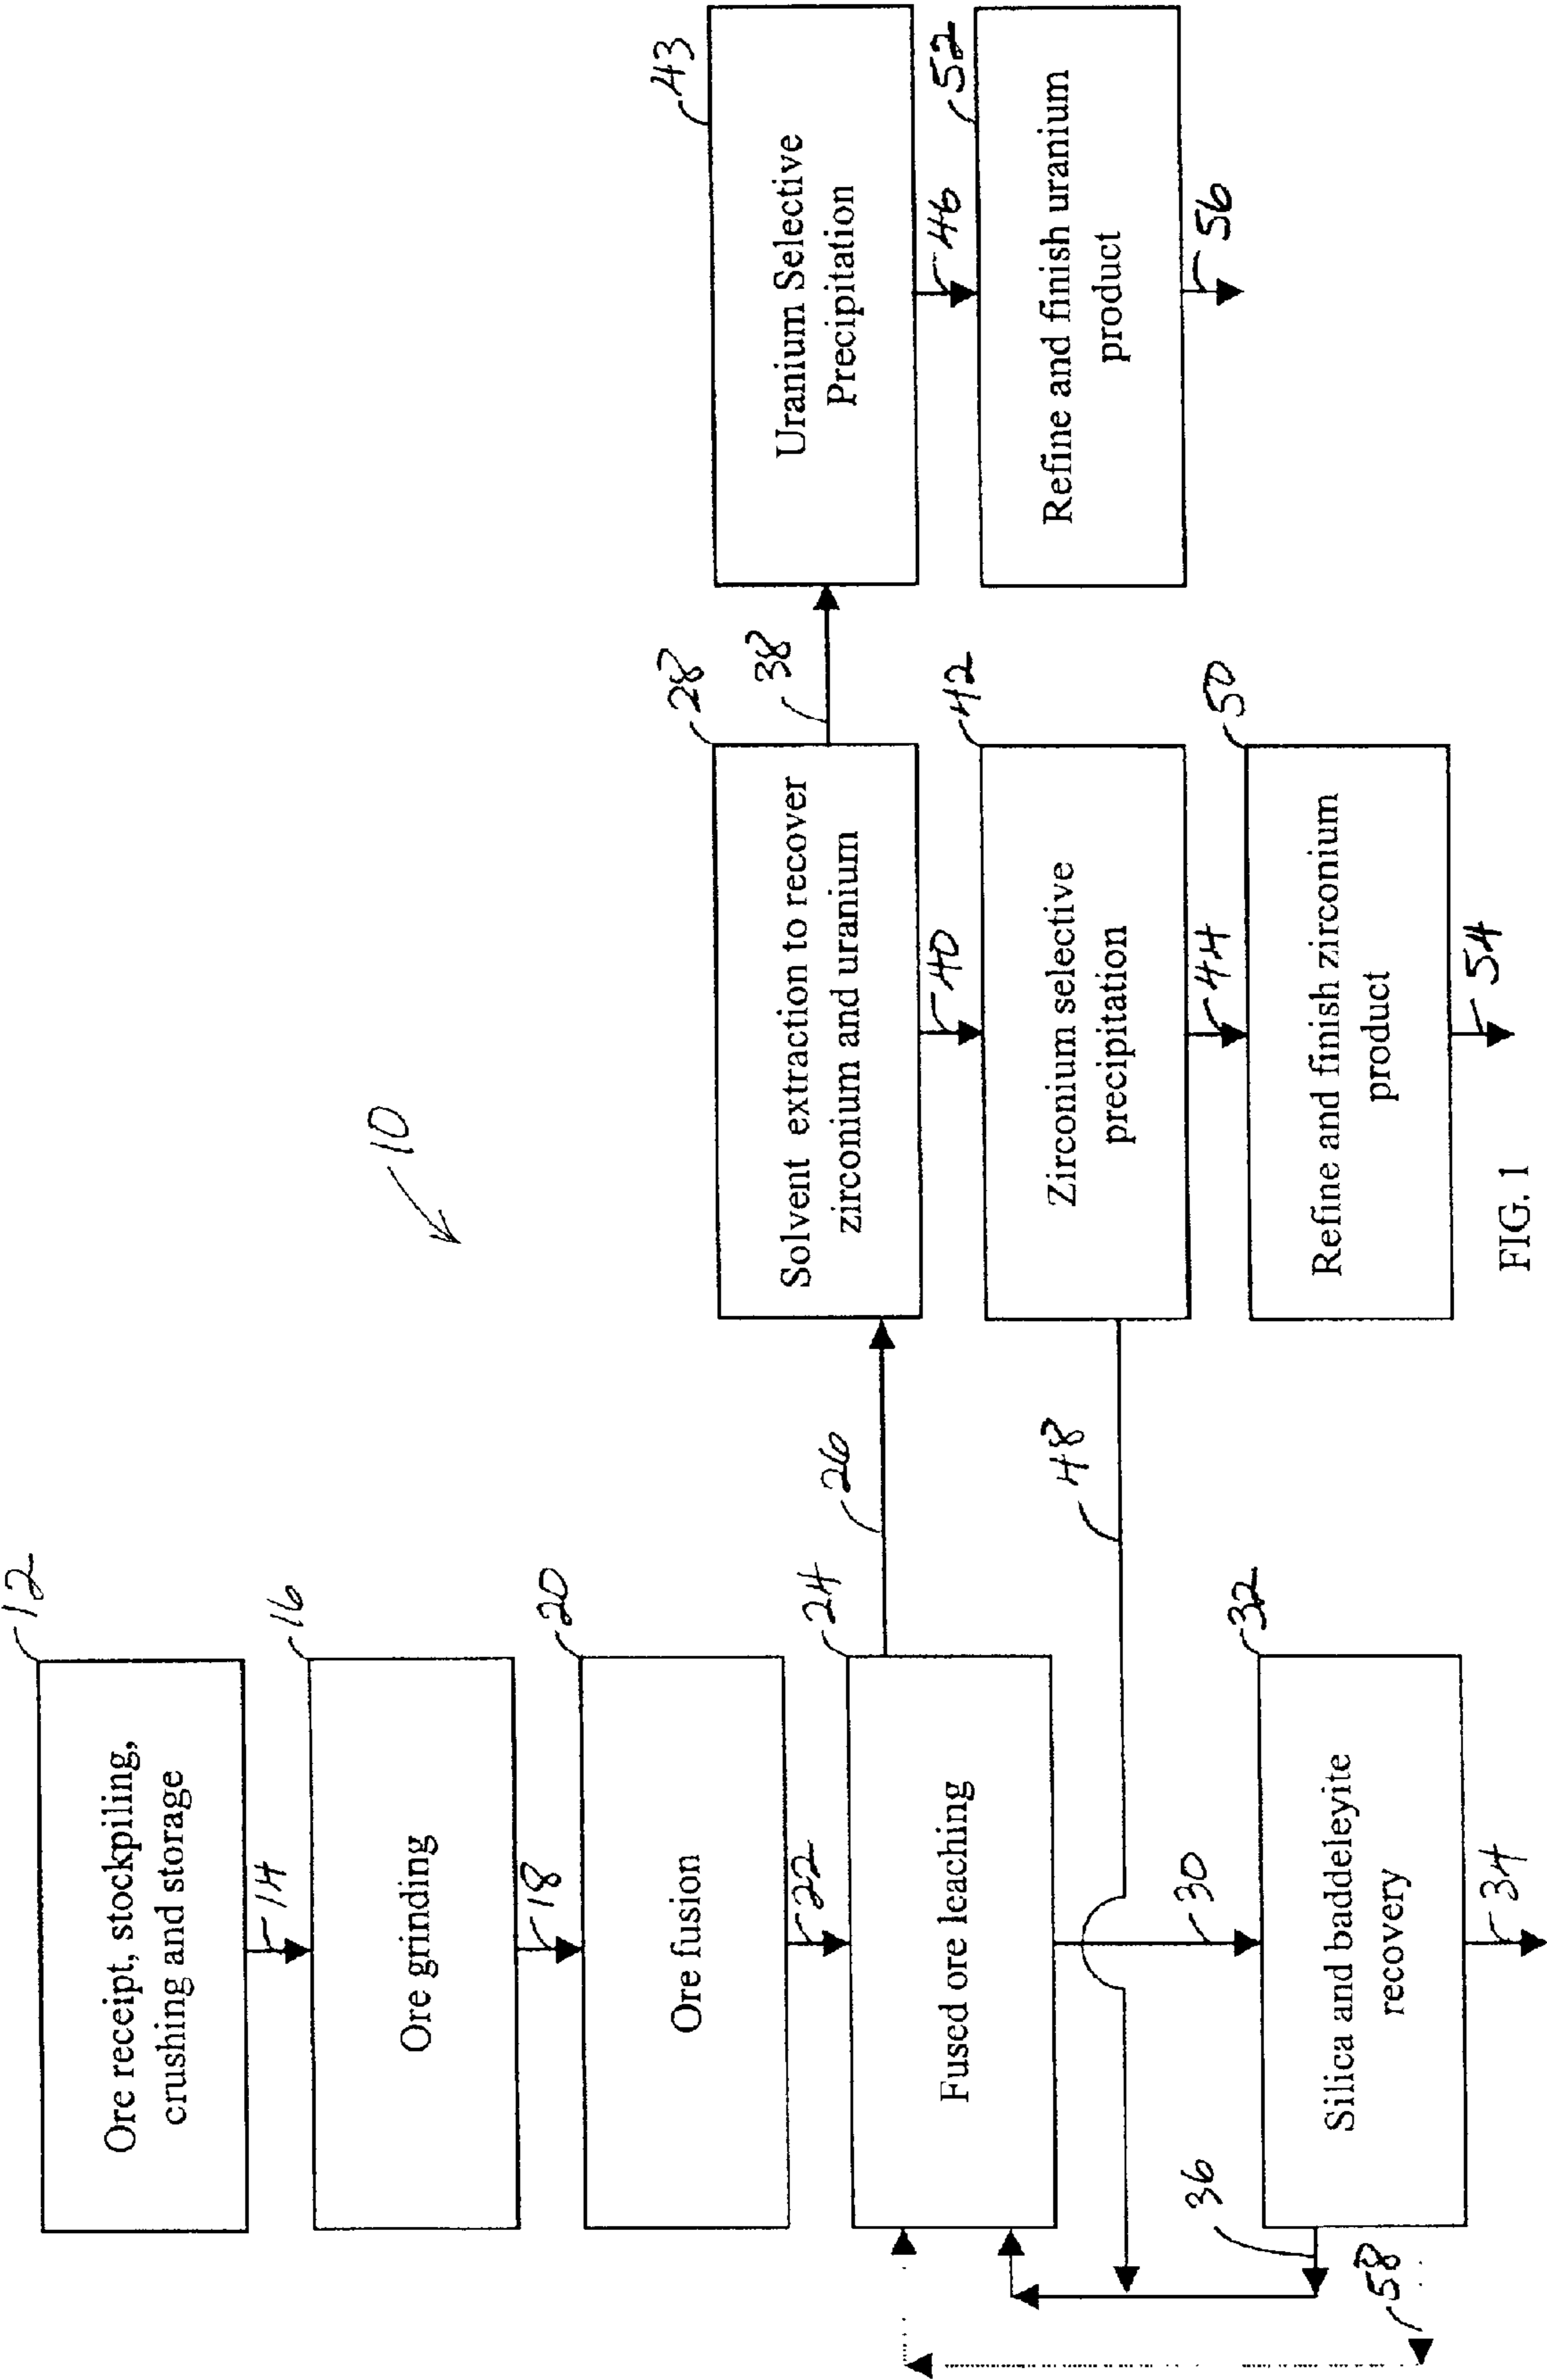 10
12
Ore receipt, stockpiling,
crushing and storage
14
16
Ore grinding
18
20
Ore fusion
22
24
Fused ore leaching
26
28
Solvent extraction to recover
zirconium and uranium
38
43
Uranium Selective
Precipitation
46
52
Refine and finish uranium
product
56
40
42
Zirconium selective
precipitation
48
44
50
Refine and finish zirconium
product
54
30
32
Silica and baddeleyite
recovery
36
58
34
FIG. 1